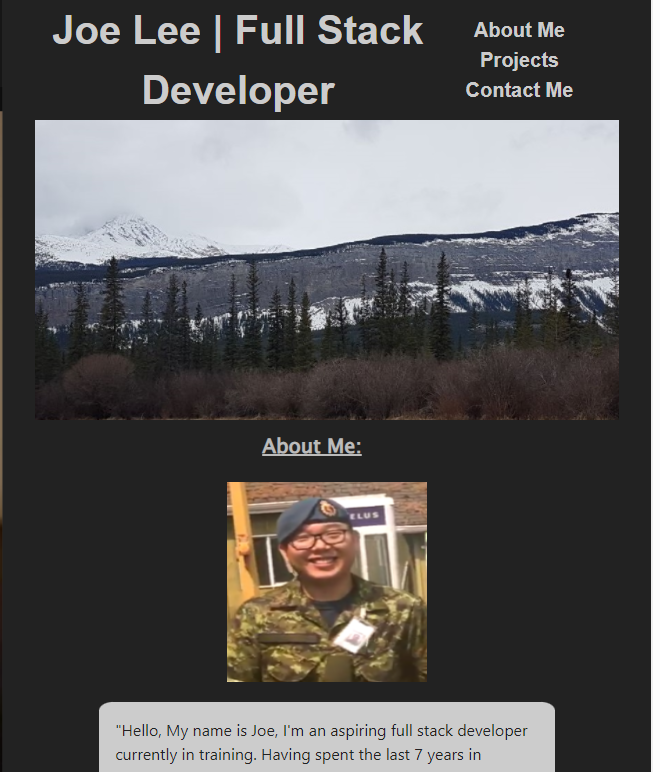 Joe Lee | Full Stack
Developer
About Me
Projects
Contact Me
About Me:
ELUS
"Hello, My name is Joe, I'm an aspiring full stack developer
currently in training. Having spent the last 7 years in